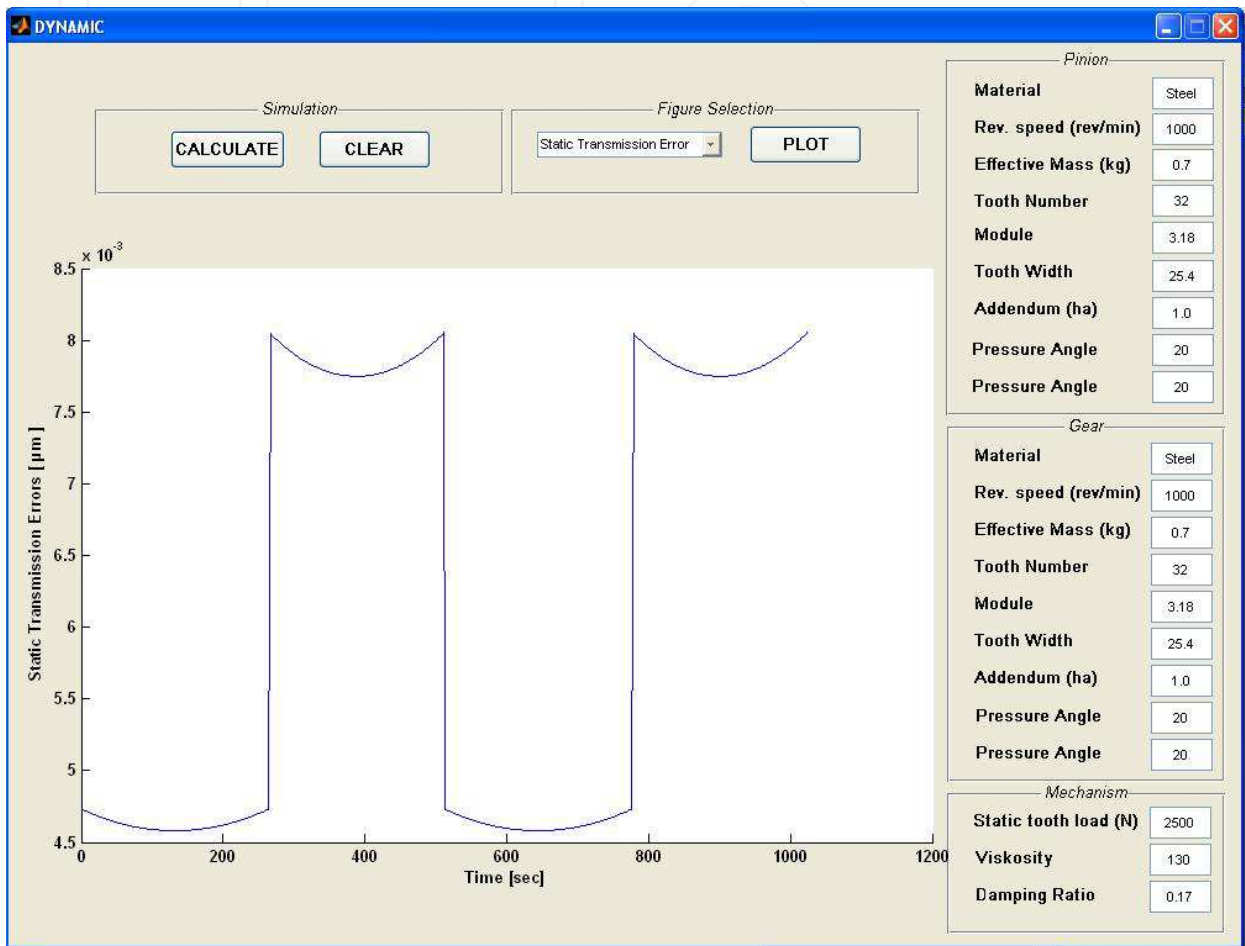 DYNAMIC
Simulation
CALCULATE
CLEAR
Figure Selection
Static Transmission Error
PLOT
x 10-3
8.5
8
7.5
7
6.5
6
5.5
5
4.5
Static Transmission Errors [µm]
0
200
400
600
800
1000
1200
Time [sec]
Pinion
Material Steel
Rev. speed (rev/min) 1000
Effective Mass (kg) 0.7
Tooth Number 32
Module 3.18
Tooth Width 25.4
Addendum (ha) 1.0
Pressure Angle 20
Pressure Angle 20
Gear
Material Steel
Rev. speed (rev/min) 1000
Effective Mass (kg) 0.7
Tooth Number 32
Module 3.18
Tooth Width 25.4
Addendum (ha) 1.0
Pressure Angle 20
Pressure Angle 20
Mechanism
Static tooth load (N) 2500
Viskosity 130
Damping Ratio 0.17